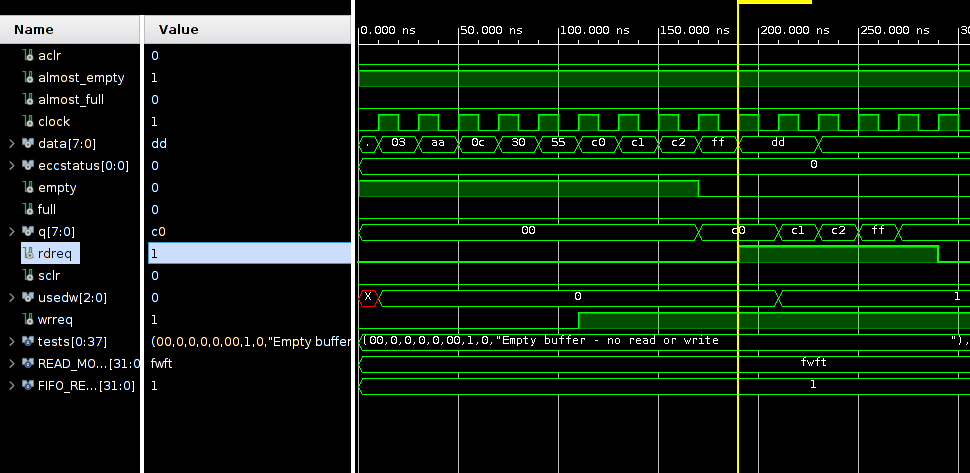 Name Value
0.000 ns 50.000 ns 100.000 ns 150.000 ns 200.000 ns 250.000 ns
aclr 0
almost_empty 1
almost_full 0
clock 1
data[7:0] dd . 03 aa 0c 30 55 c0 c1 c2 ff dd
eccstatus[0:0] 0 0
empty 0
full 0
q[7:0] c0 00 c0 c1 c2 ff
rdreq 1
sclr 0
usedw[2:0] 0 X 0 1
wrreq 1
tests[0:37] (00,0,0,0,0,00,1,0,"Empty buffer (00,0,0,0,0,00,1,0,"Empty buffer - no read or write "),
READ_MO...[31:0 fwft fwft
FIFO_RE...[31:0] 1 1